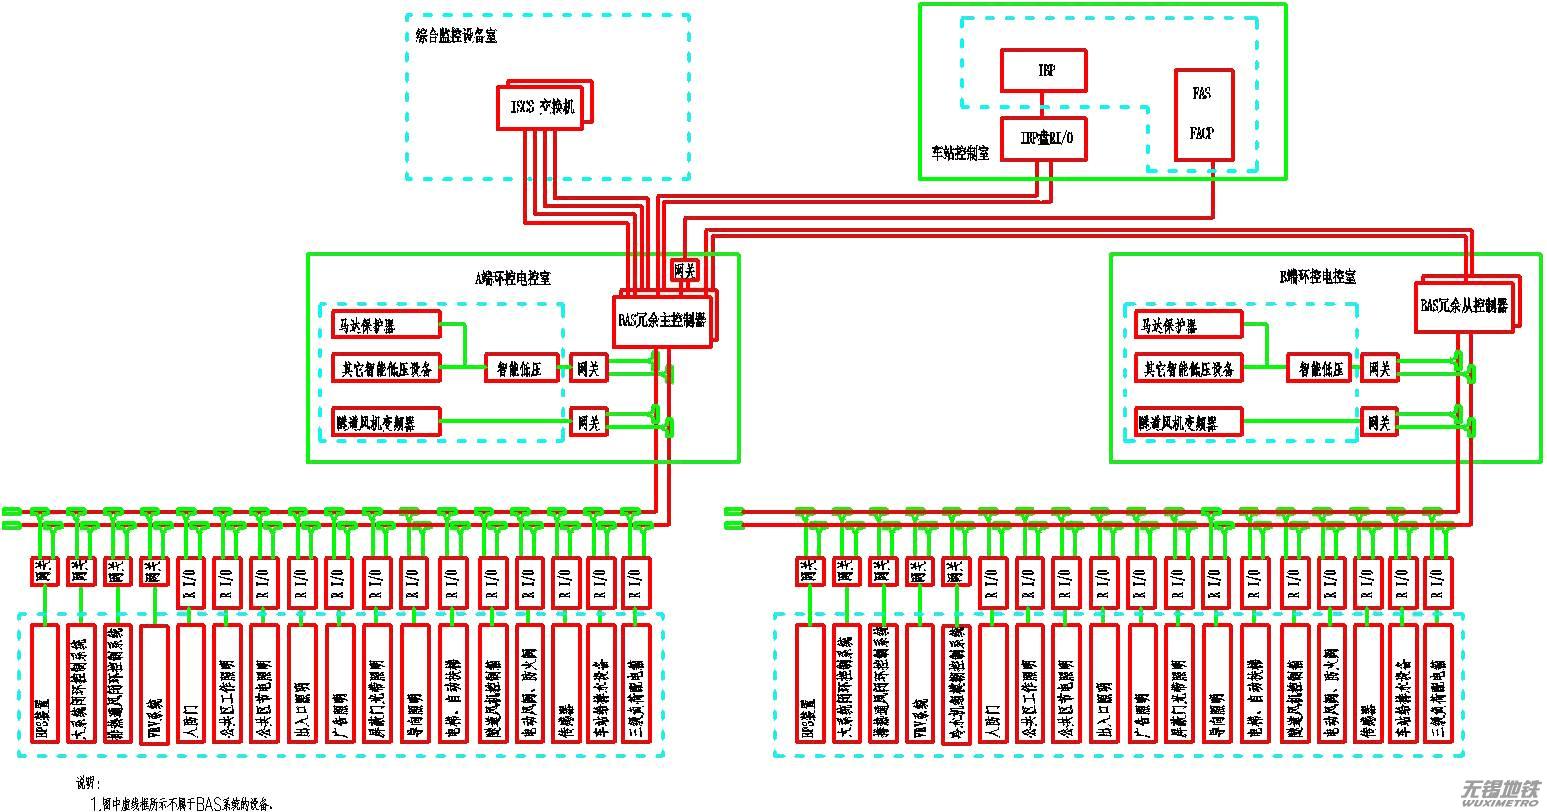 综合监控设备室
ISCS 交换机
IBP
FAS
FACP
IBP盘RI/O
车站控制室
A端环控电控室
网关
BAS冗余主控制器
马达保护器
其它智能低压设备
智能低压
网关
隧道风机变频器
网关
B端环控电控室
BAS冗余从控制器
马达保护器
其它智能低压设备
智能低压
网关
隧道风机变频器
网关
网关 网关 网关 网关 R I/O R I/O R I/O R I/O R I/O R I/O R I/O R I/O R I/O R I/O R I/O R I/O R I/O
网关 网关 网关 网关 网关 R I/O R I/O R I/O R I/O R I/O R I/O R I/O R I/O R I/O R I/O R I/O R I/O R I/O
EPS装置
大系统闭环控制系统
排热通风闭环控制系统
VRV系统
人防门
公共区工作照明
公共区节电照明
出入口照明
广告照明
屏蔽门光带照明
导向照明
电梯、自动扶梯
隧道风机控制箱
电动风阀、防火阀
传感器
车站给排水设备
三级负荷配电箱
EPS装置
大系统闭环控制系统
排热通风闭环控制系统
VRV系统
冷水机组群控制系统
人防门
公共区工作照明
公共区节电照明
出入口照明
广告照明
屏蔽门光带照明
导向照明
电梯、自动扶梯
隧道风机控制箱
电动风阀、防火阀
传感器
车站给排水设备
三级负荷配电箱
说明：
1.图中虚线框所示不属于BAS系统的设备。
无锡地铁
WUXIMETRO